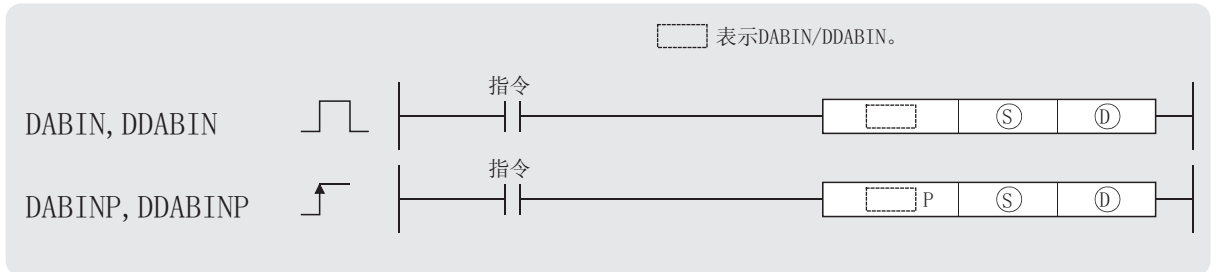 表示DABIN/DDABIN。
指令
DABIN, DDABIN Ⓢ Ⓓ
指令
DABINP, DDABINP P Ⓢ Ⓓ